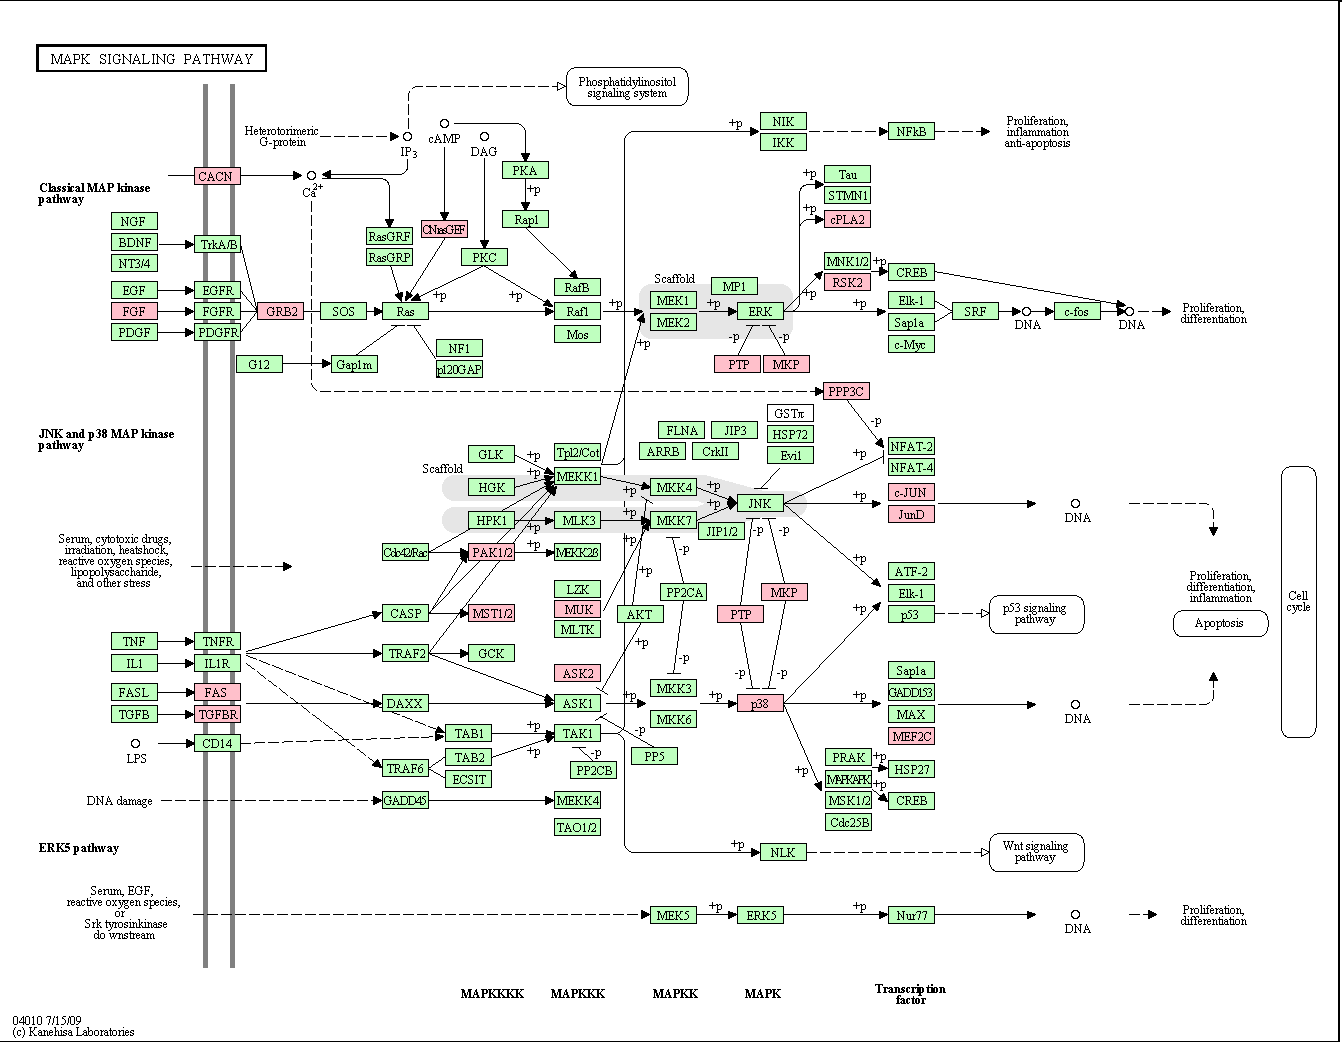 MAPK SIGNALING PATHWAY
Phosphatidylinositol
signaling system
Heterotorimeric
G-protein
IP3
cAMP
DAG
+p
NIK
IKK
NFkB
Proliferation,
inflammation
anti-apoptosis
CACN
Ca2+
PKA
+p
Rap1
Classical MAP kinase
pathway
+p
Tau
STMN1
+p
cPLA2
NGF
BDNF
NT3/4
TrkA/B
RasGRF
RasGRP
CNrasGEF
PKC
EGF
EGFR
FGF
FGFR
PDGF
PDGFR
GRB2
SOS
Ras
+p
+p
RafB
Raf1
Mos
+p
Scaffold
MEK1
MEK2
+p
MP1
ERK
MNK1/2
RSK2
+p
+p
+p
CREB
Elk-1
Sap1a
c-Myc
SRF
DNA
c-fos
DNA
Proliferation,
differentiation
G12
Gap1m
NF1
p120GAP
+p
-p
-p
PTP
MKP
PPP3C
-p
JNK and p38 MAP kinase
pathway
Scaffold
GLK
HGK
HPK1
+p
+p
+p
+p
Tpl2/Cot
MEKK1
MLK3
MEKK2/3
FLNA
JIP3
ARRB
CrkII
GSTπ
HSP72
Evi1
+p
NFAT-2
NFAT-4
+p
+p
+p
MKK4
MKK7
+p
+p
JIP1/2
JNK
+p
c-JUN
JunD
DNA
Serum, cytotoxic drugs,
irradiation, heatshock,
reactive oxygen species,
lipopolysaccharide,
and other stress
Cdc42/Rac
PAK1/2
CASP
MST1/2
TRAF2
GCK
LZK
MUK
MLTK
+p
+p
AKT
-p
PP2CA
-p
-p
-p
MKP
PTP
+p
+p
ATF-2
Elk-1
p53
p53 signaling
pathway
Proliferation,
differentiation,
inflammation
Apoptosis
Cell
cycle
TNF
TNFR
IL1
IL1R
FASL
FAS
TGFB
TGFBR
LPS
CD14
DAXX
ASK2
ASK1
+p
-p
MKK3
MKK6
+p
-p
-p
p38
+p
Sap1a
GADD153
MAX
MEF2C
DNA
TAB1
TAB2
ECSIT
TRAF6
+p
+p
TAK1
-p
PP2CB
-p
PP5
+p
PRAK
MAPKAPK
MSK1/2
Cdc25B
+p
+p
HSP27
CREB
DNA damage
GADD45
MEKK4
TAO1/2
ERK5 pathway
+p
NLK
Wnt signaling
pathway
Serum, EGF,
reactive oxygen species,
or
Srk tyrosinkinase
do wnstream
MEK5
+p
ERK5
+p
Nur77
DNA
Proliferation,
differentiation
MAPKKKK
MAPKKK
MAPKK
MAPK
Transcription
factor
04010 7/15/09
(c) Kanehisa Laboratories